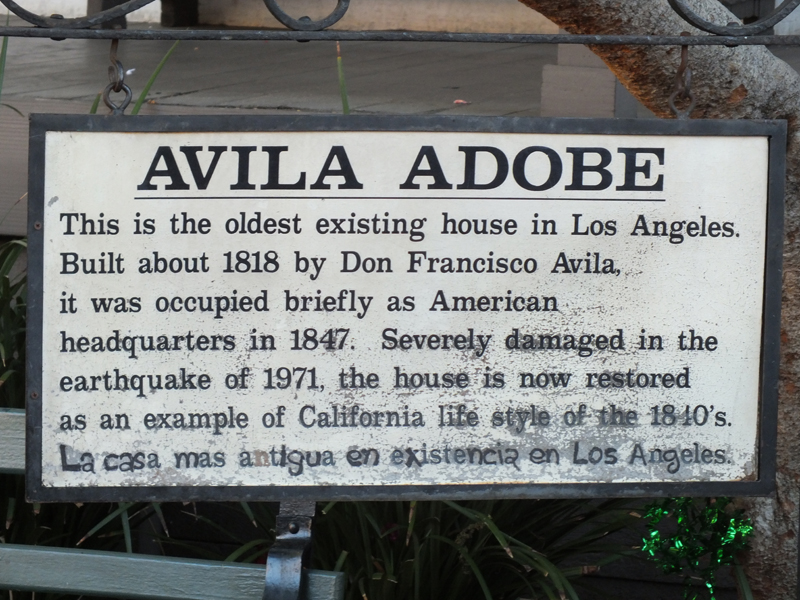 AVILA ADOBE
This is the oldest existing house in Los Angeles.
Built about 1818 by Don Francisco Avila,
it was occupied briefly as American
headquarters in 1847. Severely damaged in the
earthquake of 1971, the house is now restored
as an example of California life style of the 1840's.
La casa mas antigua en existencia en Los Angeles.